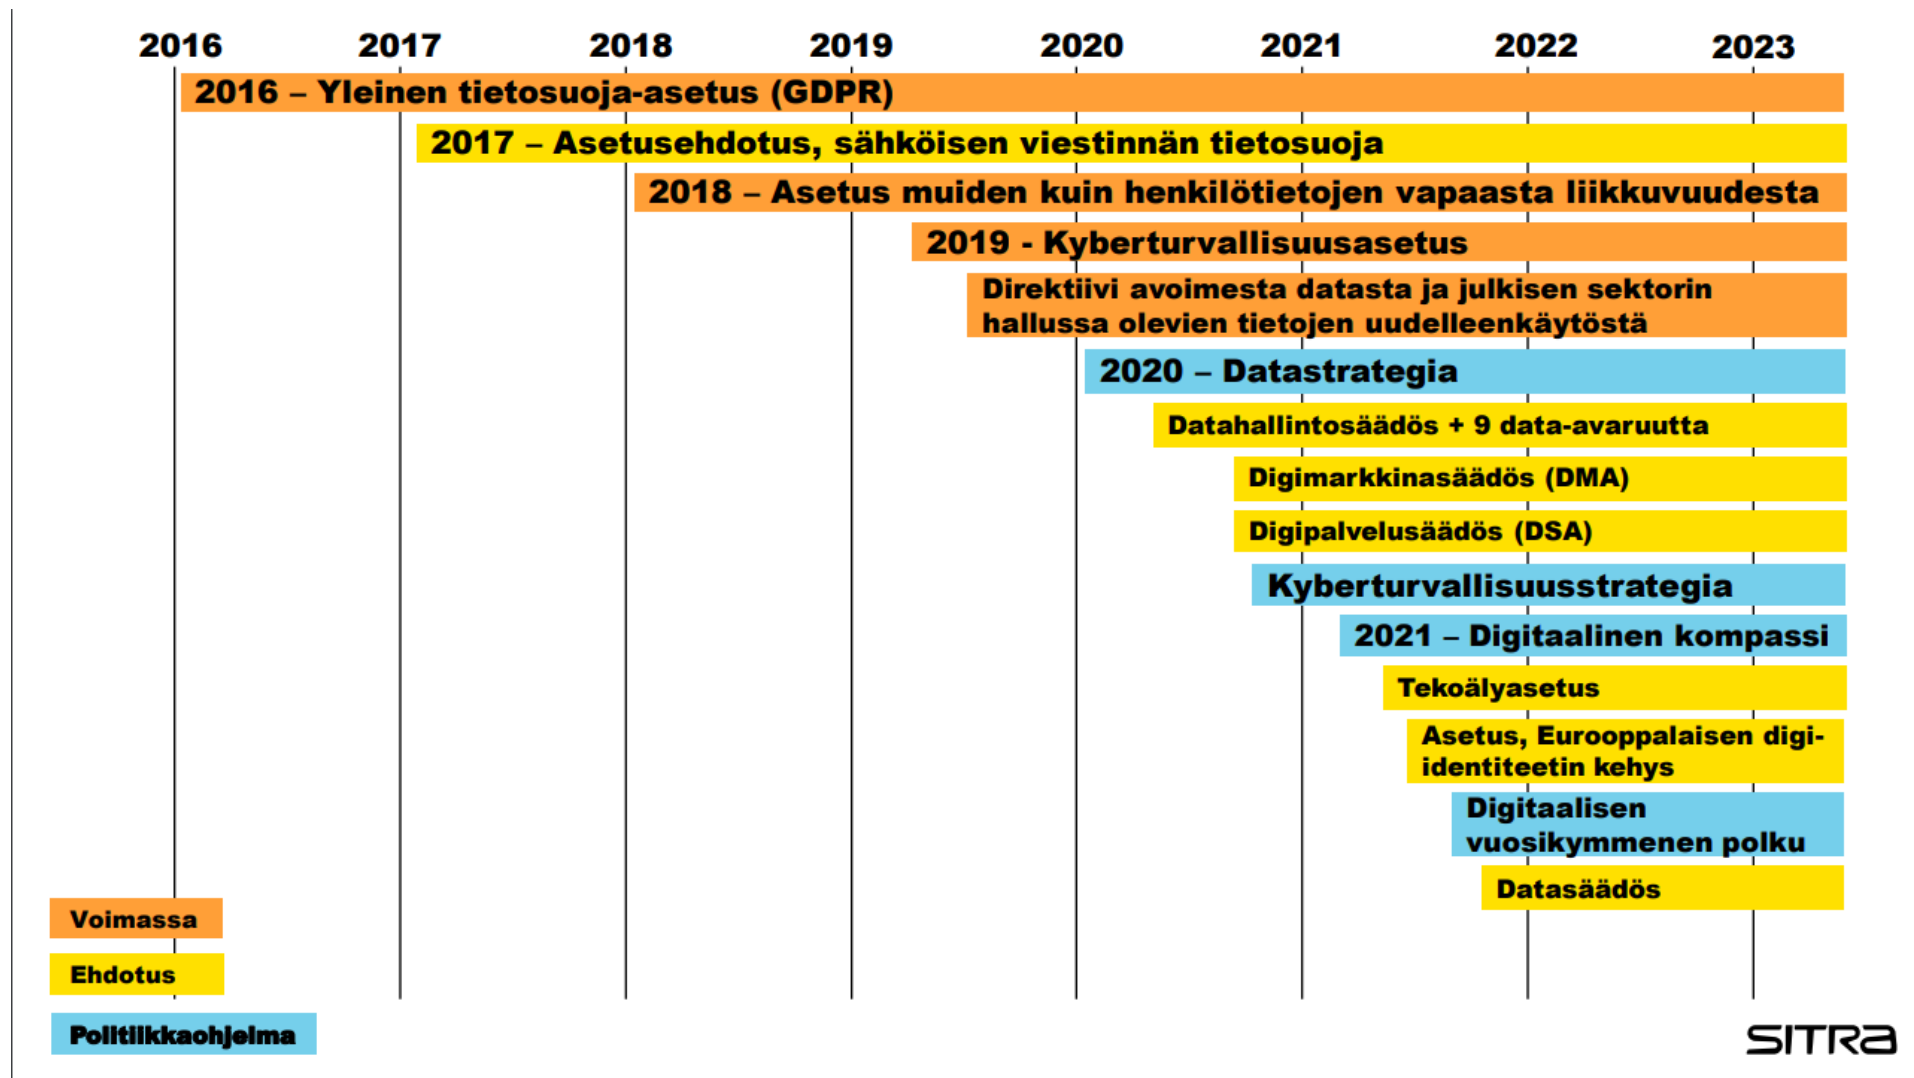 2016 2017 2018 2019 2020 2021 2022 2023
2016 – Yleinen tietosuoja-asetus (GDPR)
2017 – Asetusehdotus, sähköisen viestinnän tietosuoja
2018 – Asetus muiden kuin henkilötietojen vapaasta liikkuvuudesta
2019 - Kyberturvallisuusasetus
Direktiivi avoimesta datasta ja julkisen sektorin
hallussa olevien tietojen uudelleenkäytöstä
2020 – Datastrategia
Datahallintosäädös + 9 data-avaruutta
Digimarkkinasäädös (DMA)
Digipalvelusäädös (DSA)
Kyberturvallisuusstrategia
2021 – Digitaalinen kompassi
Tekoälyasetus
Asetus, Eurooppalaisen digi-
identiteetin kehys
Digitaalisen
vuosikymmenen polku
Datasäädös
Voimassa
Ehdotus
Politiikkaohjelma
SITRA